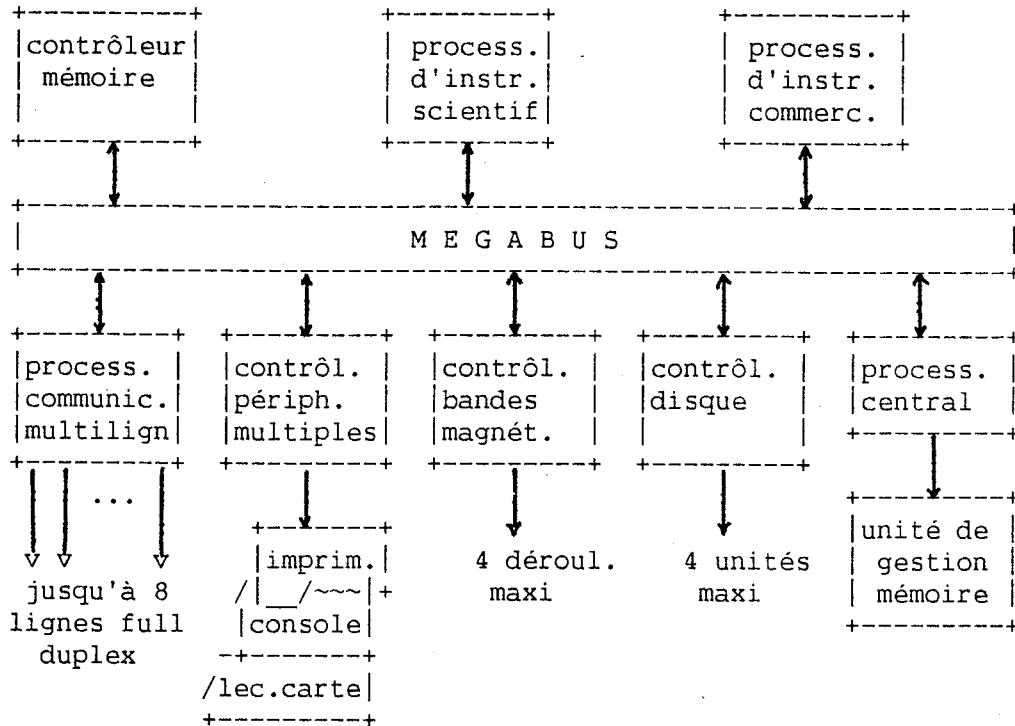 contrôleur
mémoire
process.
d'instr.
scientif
process.
d'instr.
commerc.
M E G A B U S
process.
communic.
multilign
contrôl.
périph.
multiples
contrôl.
bandes
magnét.
contrôl.
disque
process.
central
...
jusqu'à 8
lignes full
duplex
imprim.
console
lec.carte
4 déroul.
maxi
4 unités
maxi
unité de
gestion
mémoire